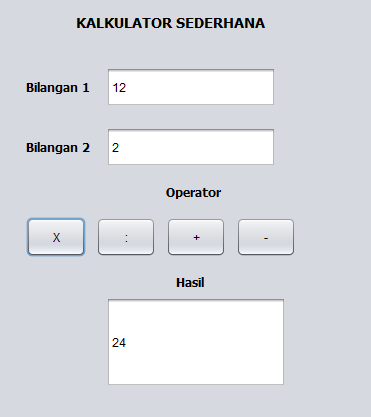 KALKULATOR SEDERHANA
Bilangan 1 12
Bilangan 2 2
Operator
X : + -
Hasil
24